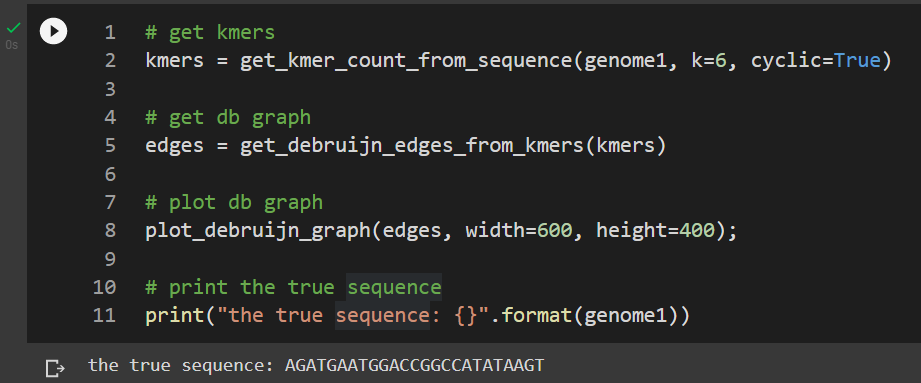 1 # get kmers
2 kmers = get_kmer_count_from_sequence(genome1, k=6, cyclic=True)
3
4 # get db graph
5 edges = get_debruijn_edges_from_kmers(kmers)
6
7 # plot db graph
8 plot_debruijn_graph(edges, width=600, height=400);
9
10 # print the true sequence
11 print("the true sequence: {}".format(genome1))
0s
the true sequence: AGATGAATGGACCGGCCATATAAGT